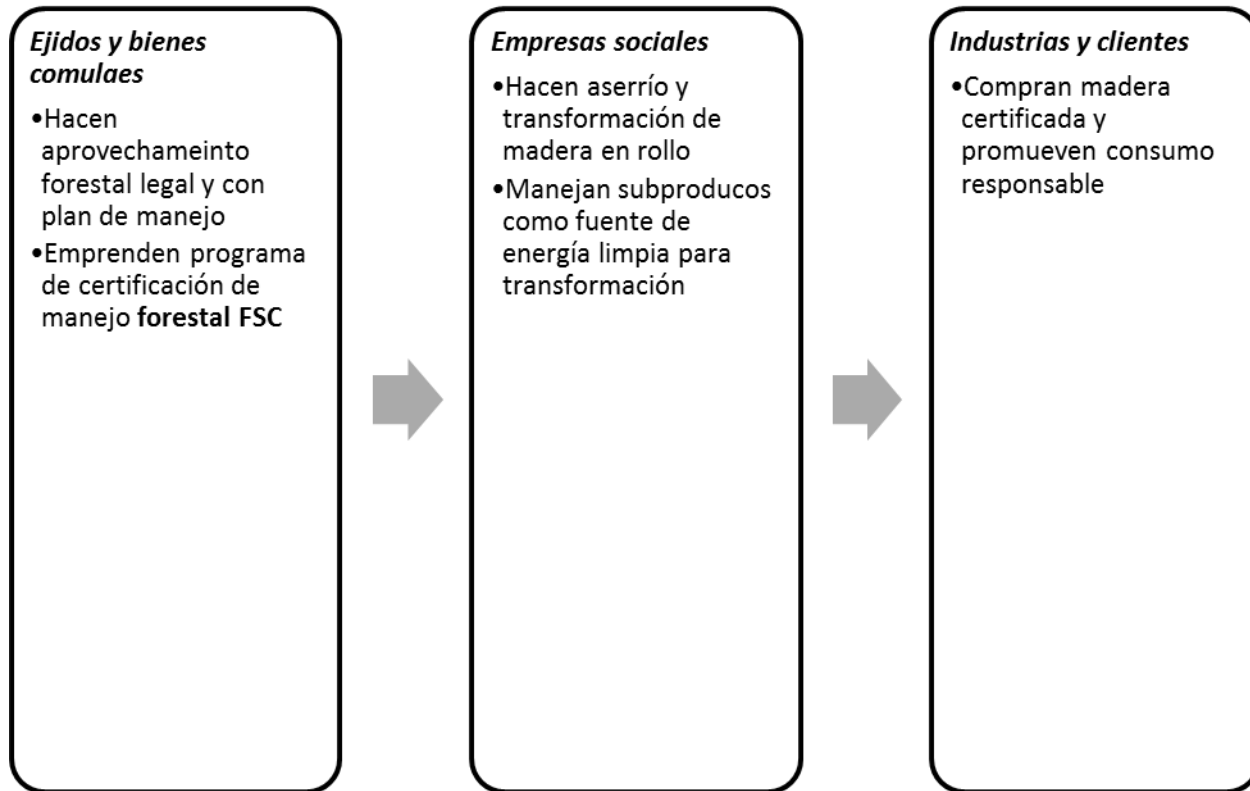 Ejidos y bienes
comulaes
•Hacen
aprovechameinto
forestal legal y con
plan de manejo
•Emprenden programa
de certificación de
manejo forestal FSC
Empresas sociales
•Hacen aserrío y
transformación de
madera en rollo
•Manejan subproducos
como fuente de
energía limpia para
transformación
Industrias y clientes
•Compran madera
certificada y
promueven consumo
responsable